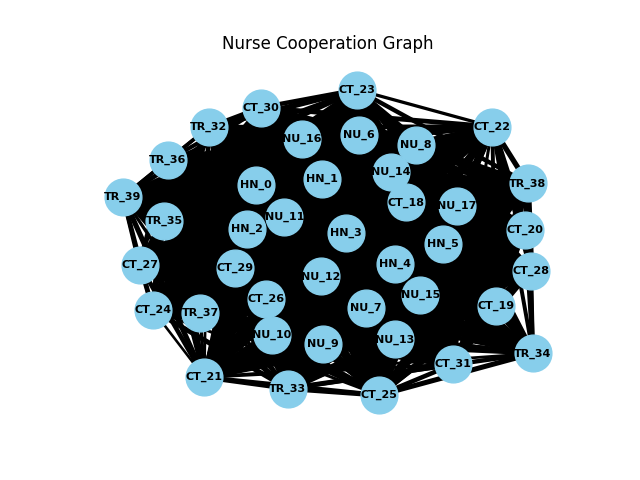 Nurse Cooperation Graph
CT_23
CT_30
CT_22
TR_32
NU_6
NU_16
NU_8
TR_36
NU_14
HN_1
TR_38
HN_0
TR_39
CT_18
NU_17
NU_11
TR_35
HN_2
CT_20
HN_3
HN_5
HN_4
CT_27
CT_29
CT_28
NU_12
NU_15
CT_26
CT_19
NU_7
CT_24
TR_37
NU_10
NU_13
NU_9
TR_34
CT_31
CT_21
TR_33
CT_25